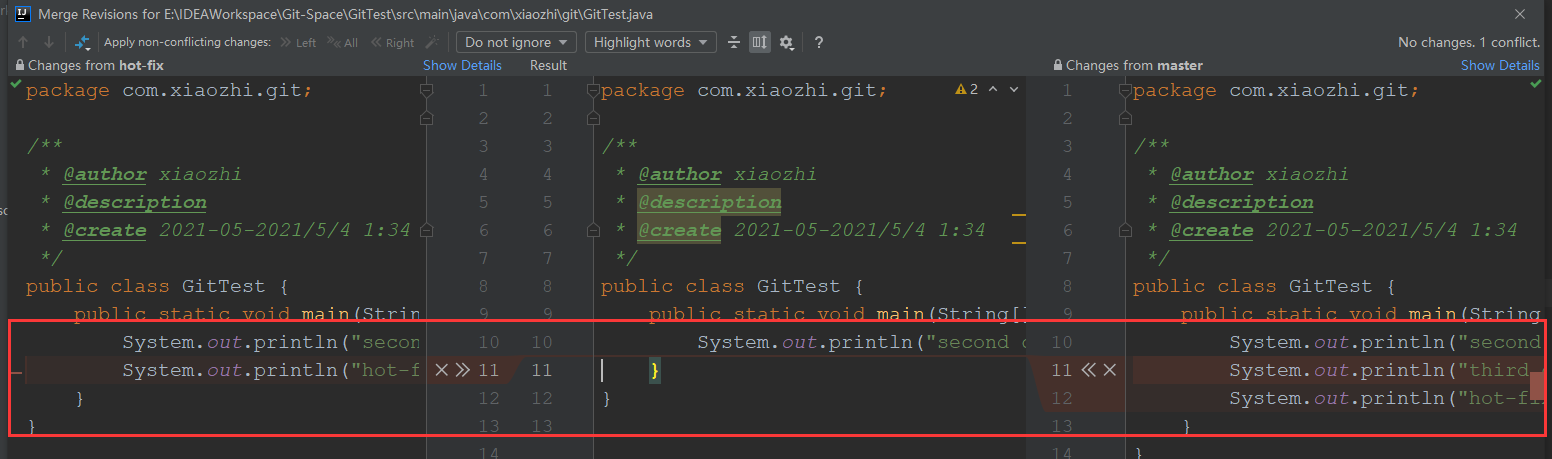 Merge Revisions for E:\IDEAWorkspace\Git-Space\GitTest\src\main\java\com\xiaozhi\git\GitTest.java
Apply non-conflicting changes: Left All Right Do not ignore Highlight words ? No changes. 1 conflict.
Changes from hot-fix Show Details Result Changes from master Show Details
package com.xiaozhi.git; 1 1 package com.xiaozhi.git; 2 1 package com.xiaozhi.git;
2 2 2
/** 3 3 /** 3 /**
* @author xiaozhi 4 4 * @author xiaozhi 4 * @author xiaozhi
* @description 5 5 * @description 5 * @description
* @create 2021-05-2021/5/4 1:34 6 6 * @create 2021-05-2021/5/4 1:34 6 * @create 2021-05-2021/5/4 1:34
*/ 7 7 */ 7 */
public class GitTest { 8 8 public class GitTest { 8 public class GitTest {
public static void main(String 9 9 public static void main(String[] 9 public static void main(String
System.out.println("secon 10 10 System.out.println("second 10 System.out.println("second
System.out.println("hot-f 11 11 } 11 System.out.println("third
} 12 12 } 12 System.out.println("hot-fix
} 13 13 13 }
14 14 }